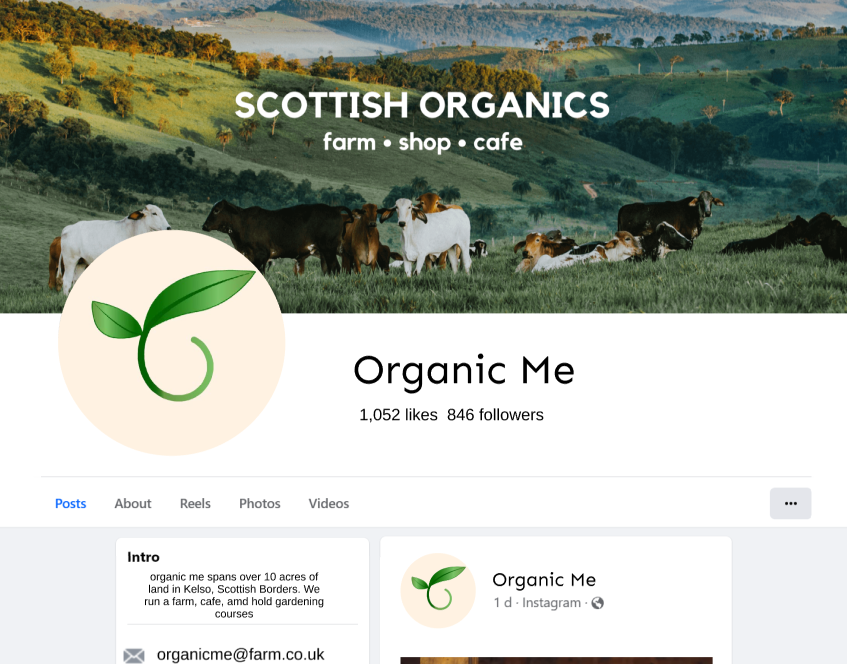 SCOTTISH ORGANICS
farm • shop • cafe
Organic Me
1,052 likes  846 followers
Posts About Reels Photos Videos
Intro
organic me spans over 10 acres of
land in Kelso, Scottish Borders. We
run a farm, cafe, amd hold gardening
courses
organicme@farm.co.uk
Organic Me
1 d · Instagram ·